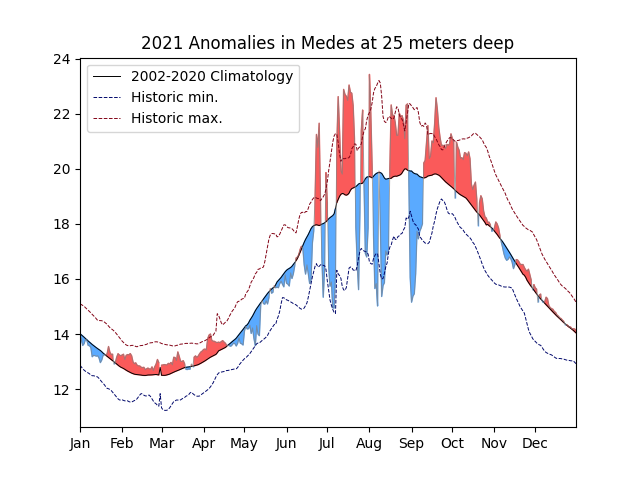 2021 Anomalies in Medes at 25 meters deep
2002-2020 Climatology
Historic min.
Historic max.
24
22
20
18
16
14
12
Jan Feb Mar Apr May Jun Jul Aug Sep Oct Nov Dec